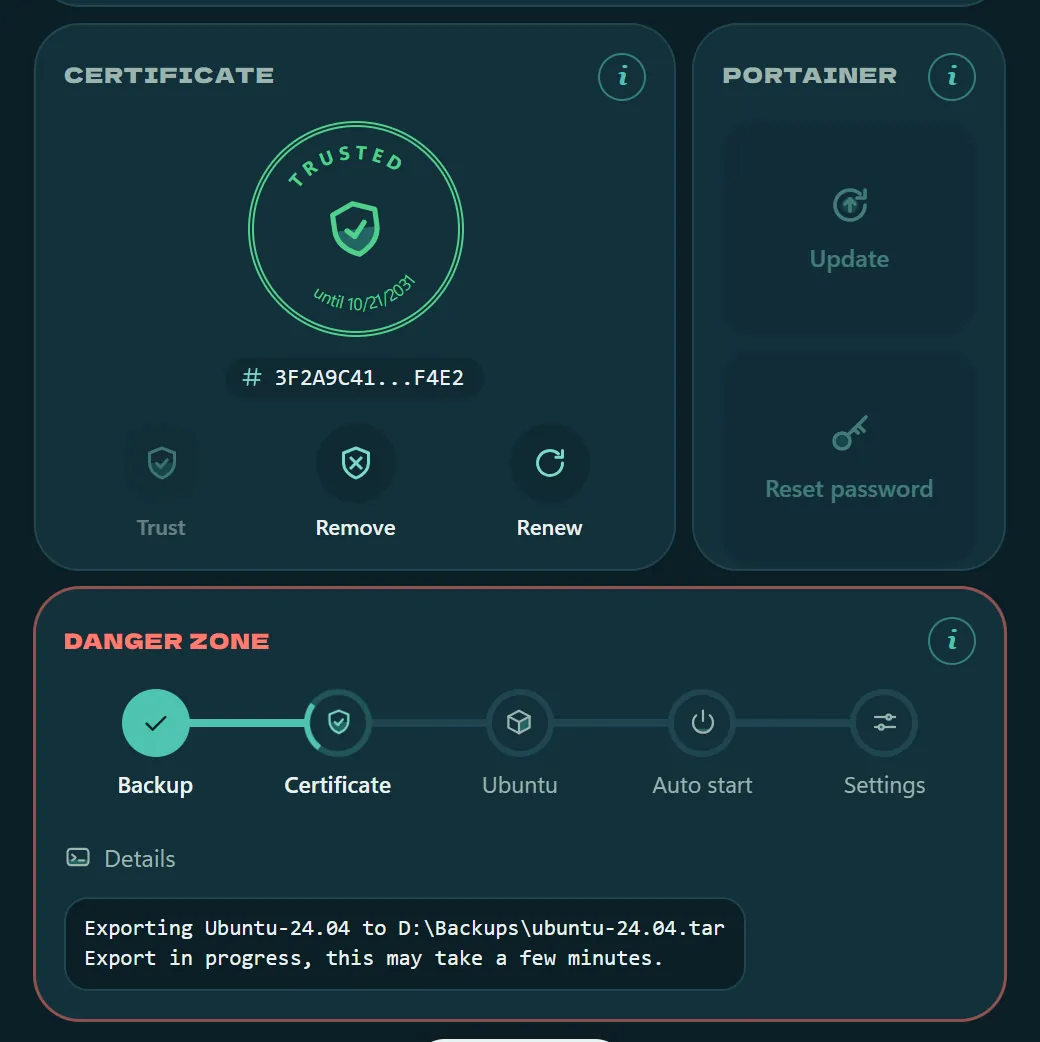 CERTIFICATE
i
TRUSTED
until 10/21/2031
# 3F2A9C41...F4E2
Trust
Remove
Renew
PORTAINER
i
Update
Reset password
DANGER ZONE
i
Backup
Certificate
Ubuntu
Auto start
Settings
Details
Exporting Ubuntu-24.04 to D:\Backups\ubuntu-24.04.tar
Export in progress, this may take a few minutes.